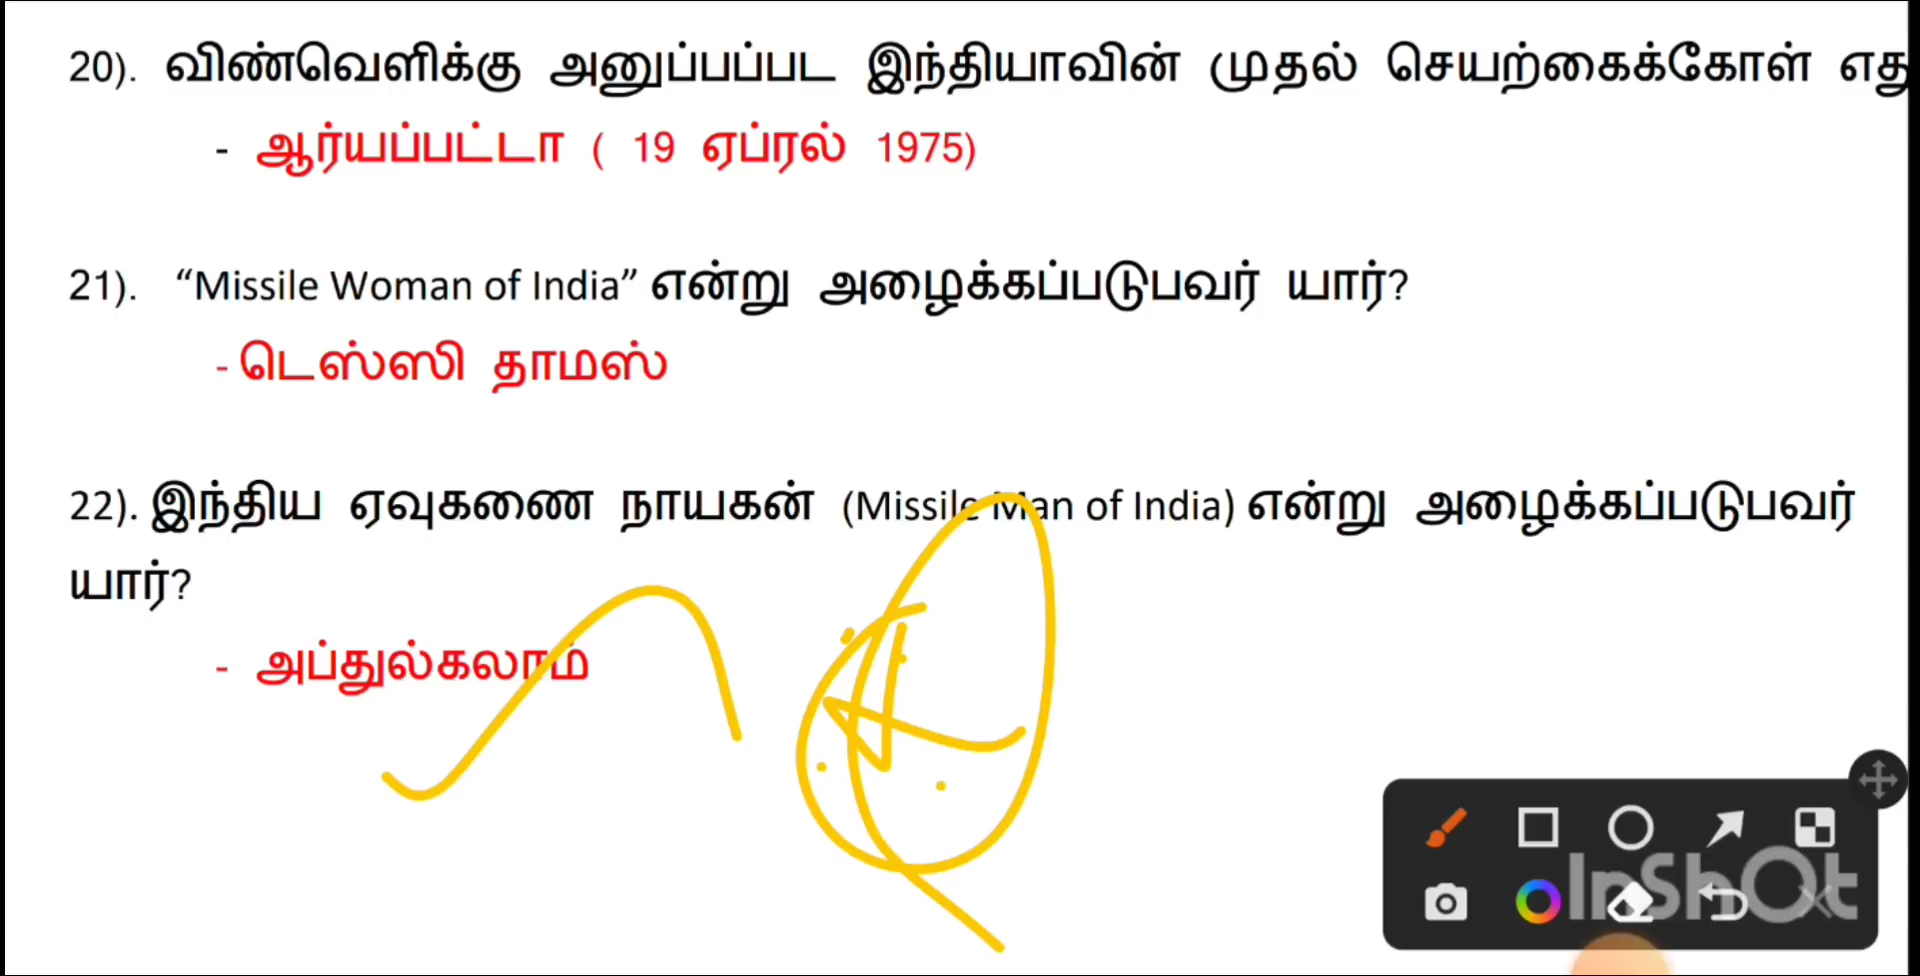 20). விண்வெளிக்கு அனுப்பப்பட இந்தியாவின் முதல் செயற்கைக்கோள் எது
- ஆர்யப்பட்டா ( 19 ஏப்ரல் 1975)
21). “Missile Woman of India” என்று அழைக்கப்படுபவர் யார்?
- டெஸ்ஸி தாமஸ்
22). இந்திய ஏவுகணை நாயகன் (Missile Man of India) என்று அழைக்கப்படுபவர்
யார்?
- அப்துல்கலாம்
InShOt